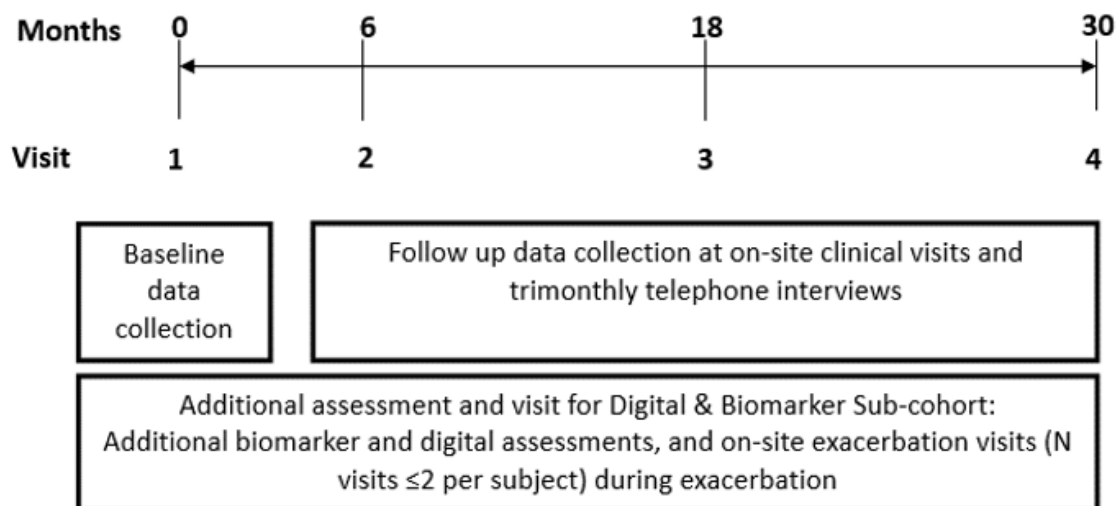 Months 0 6 18 30
Visit 1 2 3 4
Baseline
data
collection
Follow up data collection at on-site clinical visits and
trimonthly telephone interviews
Additional assessment and visit for Digital & Biomarker Sub-cohort:
Additional biomarker and digital assessments, and on-site exacerbation visits (N
visits ≤2 per subject) during exacerbation